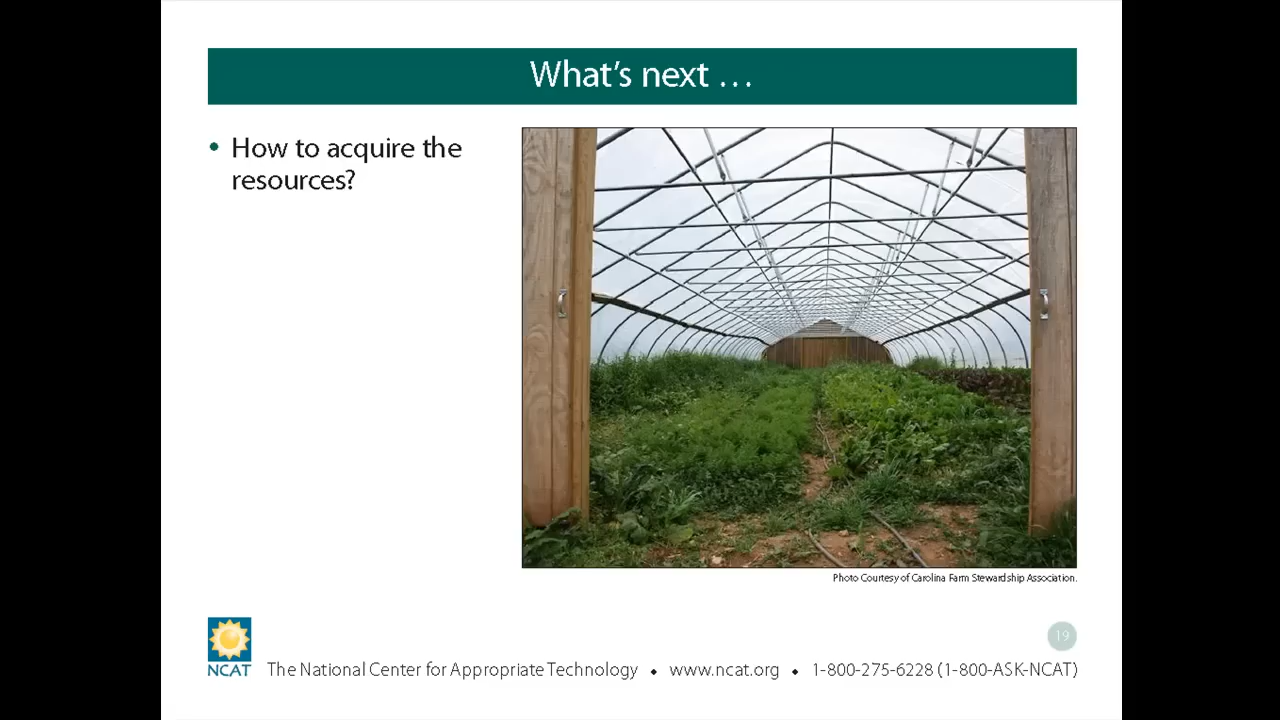 What's next …
• How to acquire the
resources?
Photo Courtesy of Carolina Farm Stewardship Association.
19
NCAT
The National Center for Appropriate Technology • www.ncat.org • 1-800-275-6228 (1-800-ASK-NCAT)